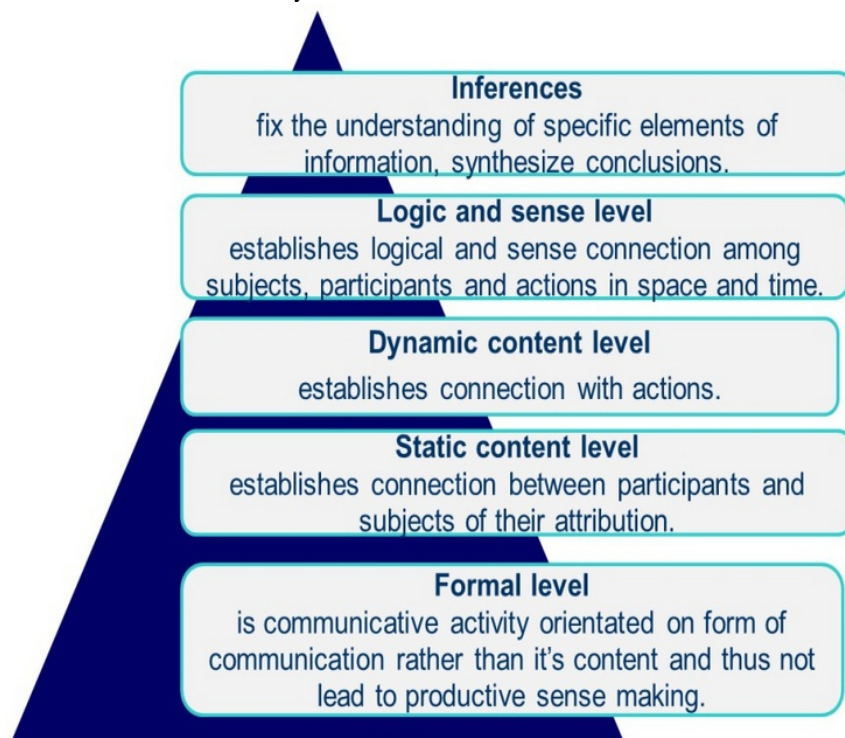 Inferences
fix the understanding of specific elements of
information, synthesize conclusions.
Logic and sense level
establishes logical and sense connection among
subjects, participants and actions in space and time.
Dynamic content level
establishes connection with actions.
Static content level
establishes connection between participants and
subjects of their attribution.
Formal level
is communicative activity orientated on form of
communication rather than it's content and thus not
lead to productive sense making.